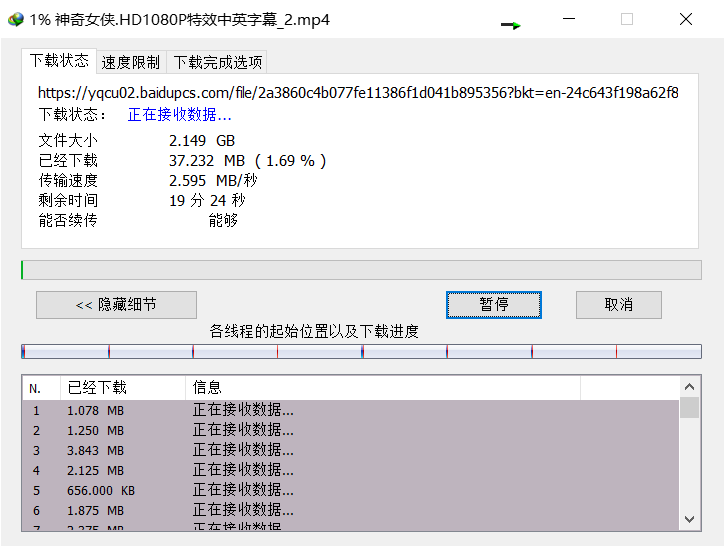 1% 神奇女侠.HD1080P特效中英字幕_2.mp4
下载状态 速度限制 下载完成选项
https://yqcu02.baidupcs.com/file/2a3860c4b077fe11386f1d041b895356?bkt=en-24c643f198a62f8
下载状态： 正在接收数据...
文件大小 2.149 GB
已经下载 37.232 MB ( 1.69 % )
传输速度 2.595 MB/秒
剩余时间 19 分 24 秒
能否续传 能够
<< 隐藏细节 暂停 取消
各线程的起始位置以及下载进度
N. 已经下载 信息
1 1.078 MB 正在接收数据...
2 1.250 MB 正在接收数据...
3 3.843 MB 正在接收数据...
4 2.125 MB 正在接收数据...
5 656.000 KB 正在接收数据...
6 1.875 MB 正在接收数据...